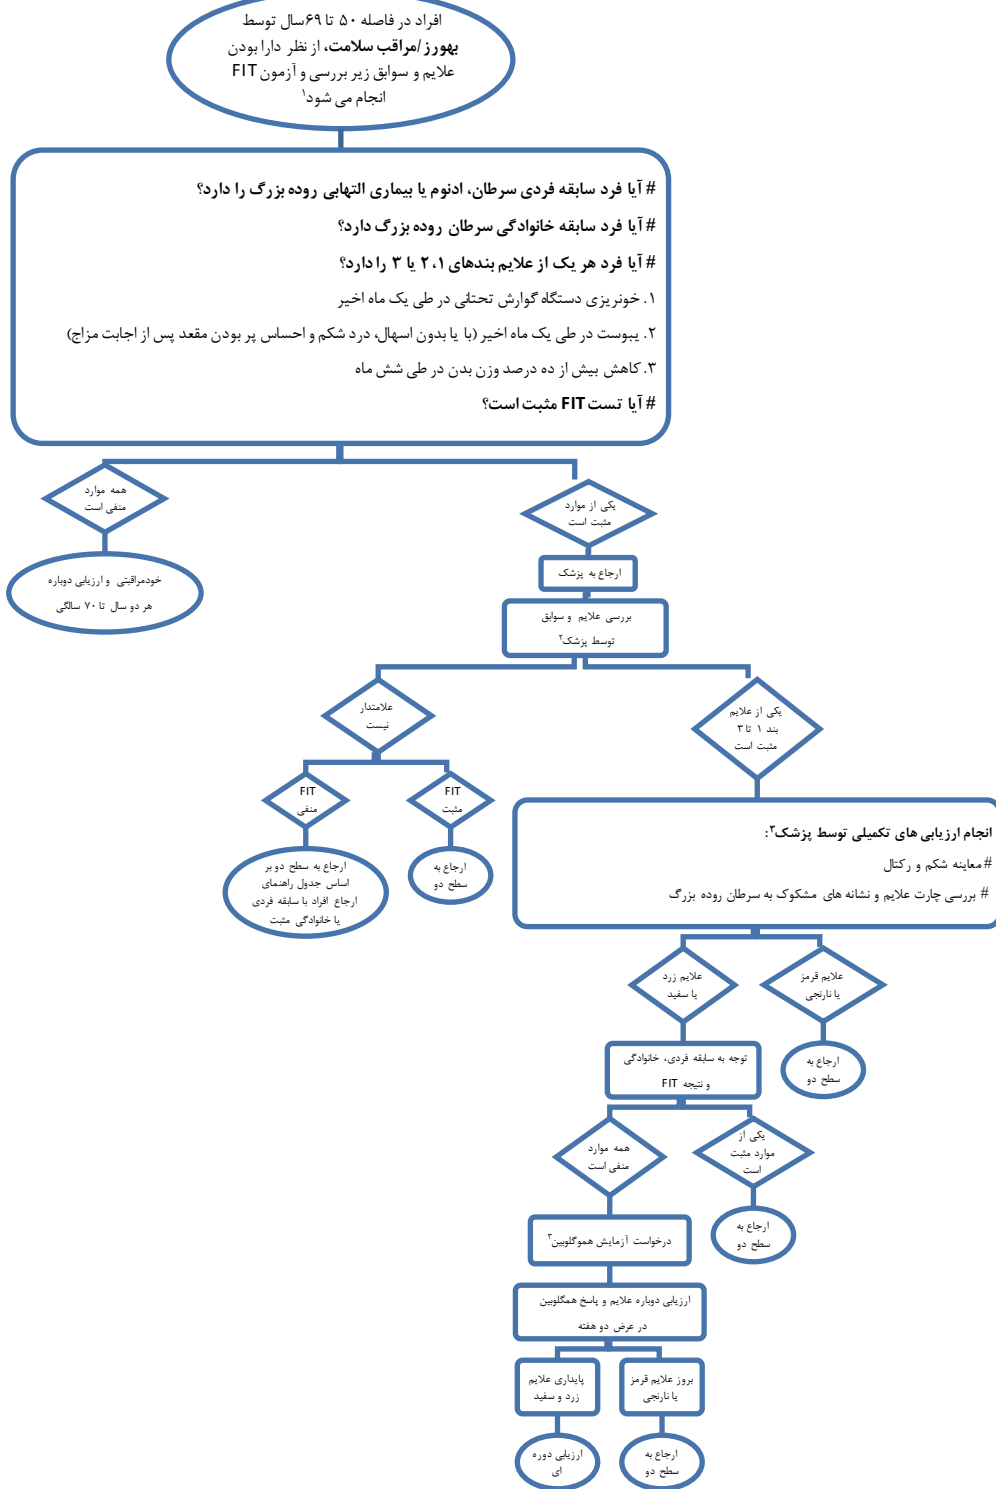 افراد در فاصله ۵۰ تا ۶۹سال توسط
بهورز/مراقب سلامت، از نظر دارا بودن
علایم و سوابق زیر بررسی و آزمون FIT
انجام می شود۱
# آیا فرد سابقه فردی سرطان، ادنوم یا بیماری التهابی روده بزرگ را دارد؟
# آیا فرد سابقه خانوادگی سرطان روده بزرگ دارد؟
# آیا فرد هر یک از علایم بندهای ۱، ۲ یا ۳ را دارد؟
۱. خونریزی دستگاه گوارش تحتانی در طی یک ماه اخیر
۲. یبوست در طی یک ماه اخیر (با یا بدون اسهال، درد شکم و احساس پر بودن مقعد پس از اجابت مزاج)
۳. کاهش بیش از ده درصد وزن بدن در طی شش ماه
# آیا تست FIT مثبت است؟
همه موارد
منفی است
یکی از موارد
مثبت است
خودمراقبتی و ارزیابی دوباره
هر دو سال تا ۷۰ سالگی
ارجاع به پزشک
بررسی علایم و سوابق
توسط پزشک۲
علامتدار
نیست
یکی از علایم
بند ۱ تا ۳
مثبت است
FIT
منفی
FIT
مثبت
ارجاع به سطح دو بر
اساس جدول راهنمای
ارجاع افراد با سابقه فردی
یا خانوادگی مثبت
ارجاع به
سطح دو
انجام ارزیابی های تکمیلی توسط پزشک۳:
# معاینه شکم و رکتال
# بررسی چارت علایم و نشانه های مشکوک به سرطان روده بزرگ
علایم زرد
یا سفید
علایم قرمز
یا نارنجی
ارجاع به
سطح دو
توجه به سابقه فردی، خانوادگی
و نتیجه FIT
همه موارد
منفی است
یکی از
موارد مثبت
است
ارجاع به
سطح دو
درخواست آزمایش هموگلوبین۳
ارزیابی دوباره علایم و پاسخ همگلوبین
در عرض دو هفته
پایداری علایم
زرد و سفید
بروز علایم قرمز
یا نارنجی
ارزیابی دوره
ای
ارجاع به
سطح دو